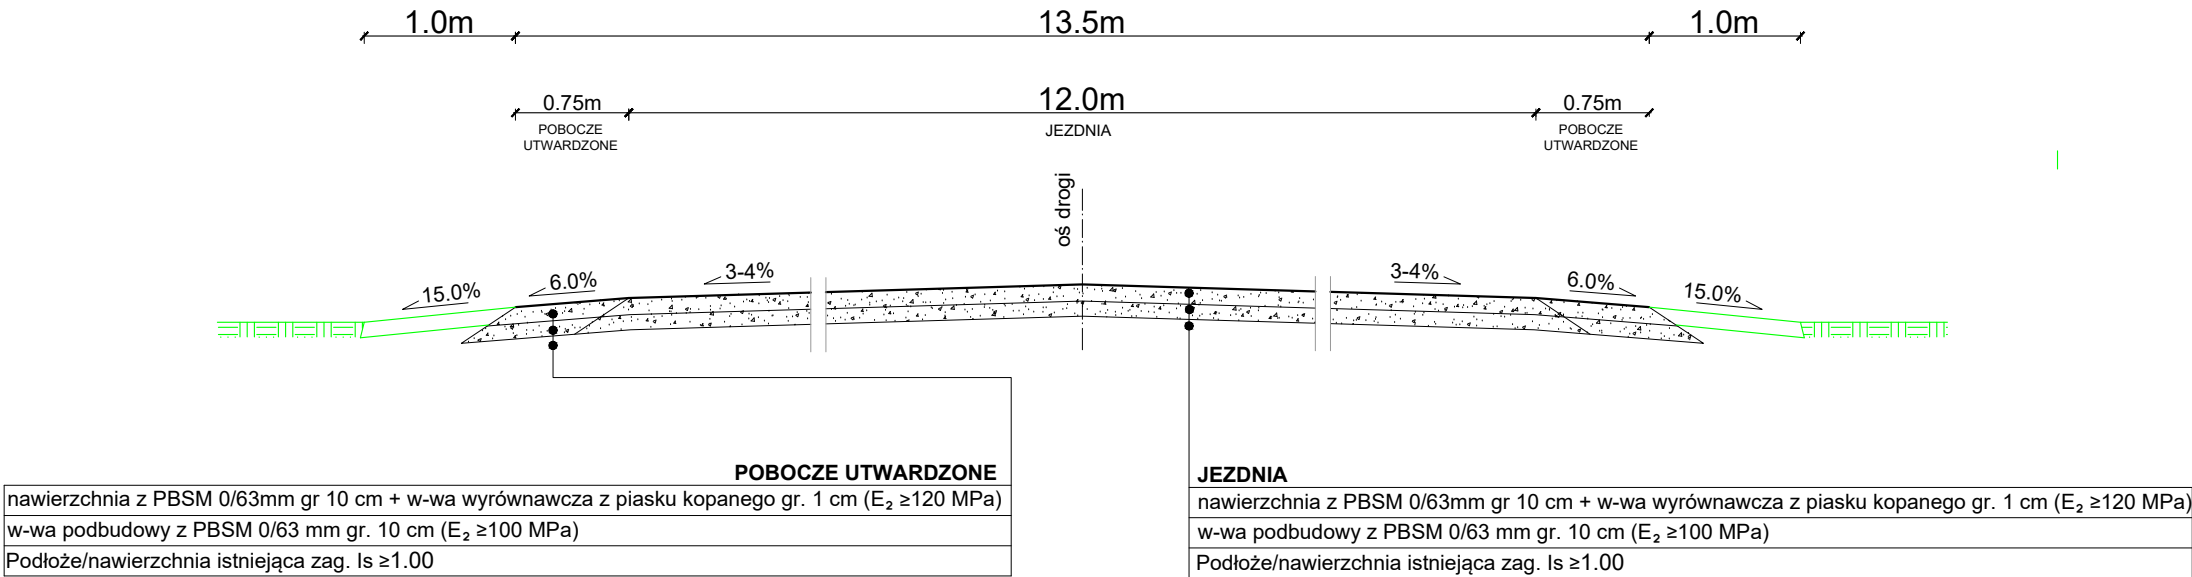 1.0m 13.5m 1.0m
0.75m 12.0m 0.75m
POBOCZE JEZDNIA POBOCZE
UTWARDZONE UTWARDZONE
oś drogi
15.0% 6.0% 3-4% 3-4% 6.0% 15.0%
POBOCZE UTWARDZONE
nawierzchnia z PBSM 0/63mm gr 10 cm + w-wa wyrównawcza z piasku kopanego gr. 1 cm (E₂ ≥120 MPa)
w-wa podbudowy z PBSM 0/63 mm gr. 10 cm (E₂ ≥100 MPa)
Podłoże/nawierzchnia istniejąca zag. Is ≥1.00
JEZDNIA
nawierzchnia z PBSM 0/63mm gr 10 cm + w-wa wyrównawcza z piasku kopanego gr. 1 cm (E₂ ≥120 MPa)
w-wa podbudowy z PBSM 0/63 mm gr. 10 cm (E₂ ≥100 MPa)
Podłoże/nawierzchnia istniejąca zag. Is ≥1.00